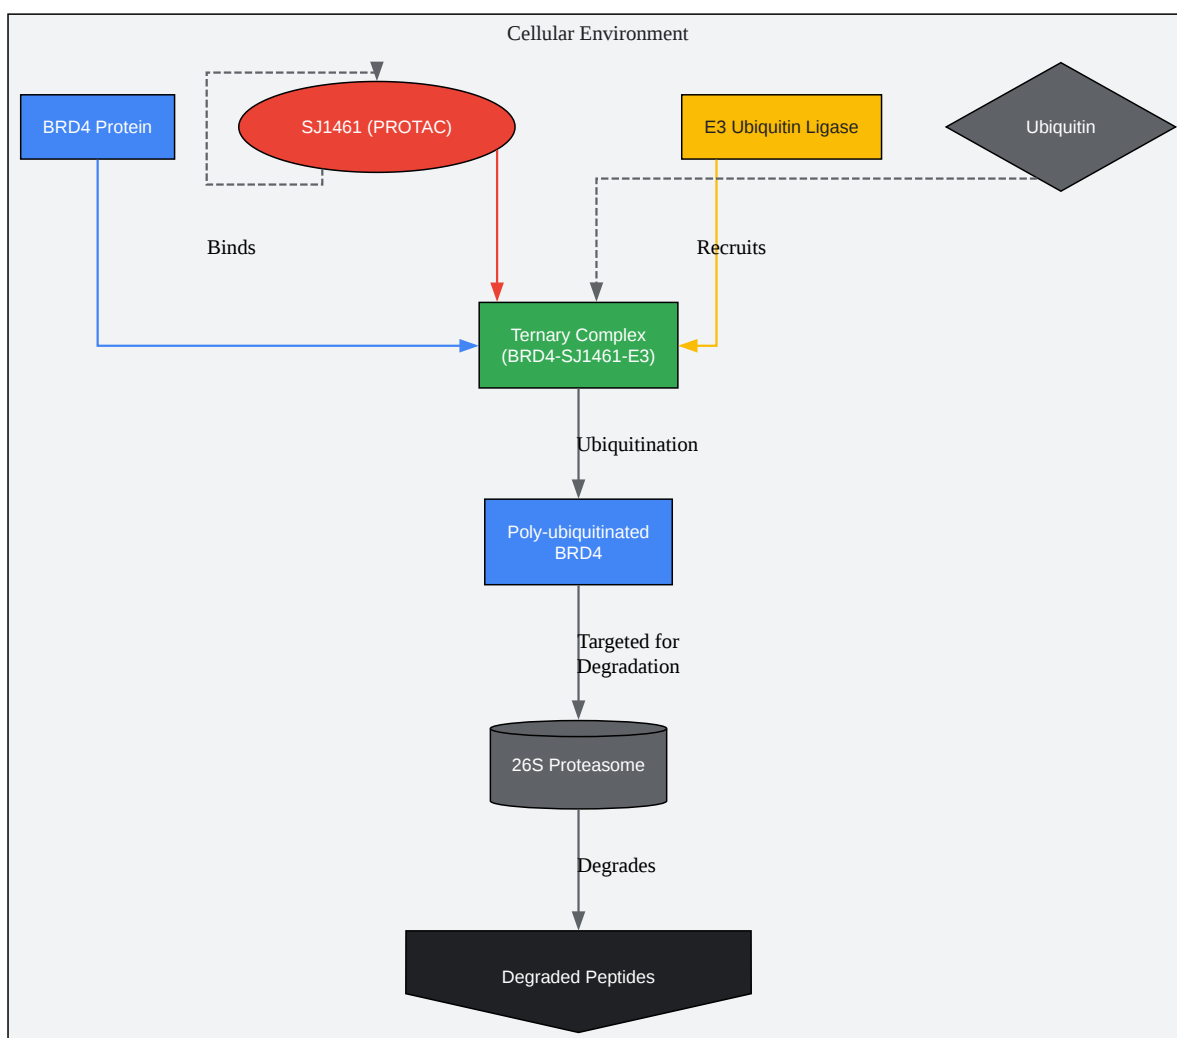 Cellular Environment
BRD4 Protein
SJ1461 (PROTAC)
E3 Ubiquitin Ligase
Ubiquitin
Binds
Recruits
Ternary Complex
(BRD4-SJ1461-E3)
Ubiquitination
Poly-ubiquitinated
BRD4
Targeted for
Degradation
26S Proteasome
Degrades
Degraded Peptides